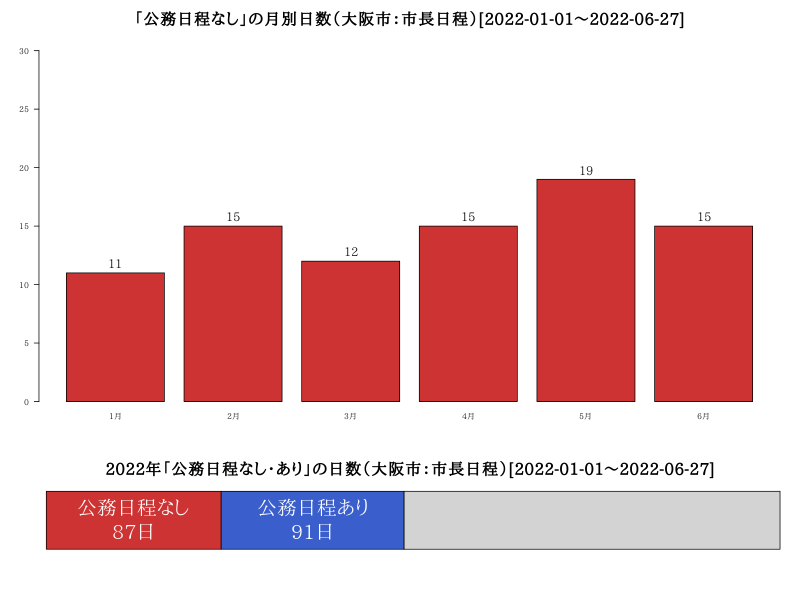 「公務日程なし」の月別日数(大阪市：市長日程)[2022-01-01～2022-06-27]
30
25
20
15
10
5
0
11
15
12
15
19
15
1月
2月
3月
4月
5月
6月
2022年「公務日程なし・あり」の日数(大阪市：市長日程)[2022-01-01～2022-06-27]
公務日程なし
87日
公務日程あり
91日